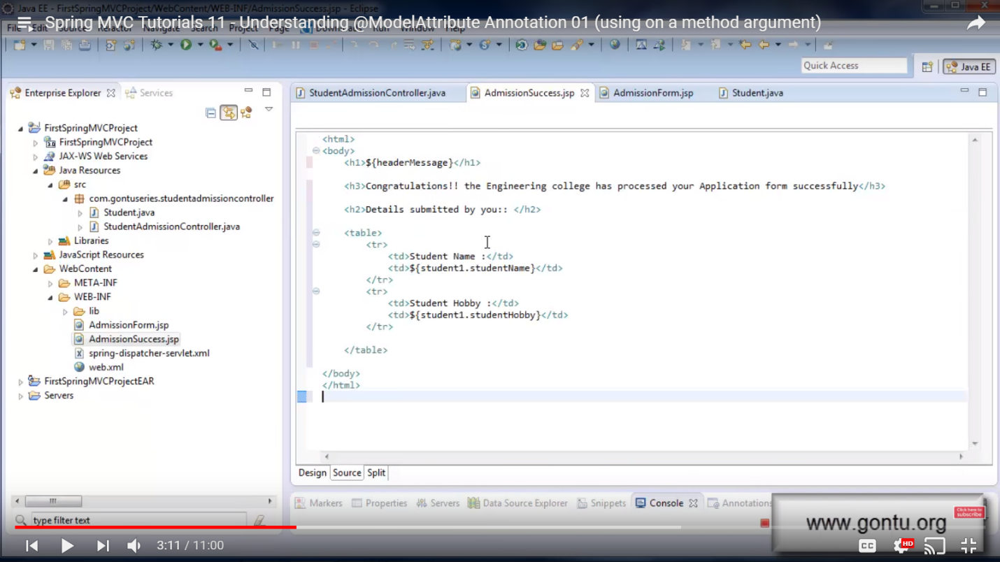 Java EE - FirstSpringMVCProject/WebContent/WEB-INF/AdmissionSuccess.jsp - Eclipse
Spring MVC Tutorials 11 - Understanding @ModelAttribute Annotation 01 (using on a method argument)
File Edit Source Refactor Navigate Search Project Page Run Window Help
Quick Access
Java EE
Enterprise Explorer
Services
StudentAdmissionController.java
AdmissionSuccess.jsp
AdmissionForm.jsp
Student.java
FirstSpringMVCProject
FirstSpringMVCProject
JAX-WS Web Services
Java Resources
src
com.gontuseries.studentadmissioncontroller
Student.java
StudentAdmissionController.java
Libraries
JavaScript Resources
WebContent
META-INF
WEB-INF
lib
AdmissionForm.jsp
AdmissionSuccess.jsp
spring-dispatcher-servlet.xml
web.xml
FirstSpringMVCProjectEAR
Servers
type filter text
<html>
<body>
<h1>${headerMessage}</h1>
<h3>Congratulations!! the Engineering college has processed your Application form successfully</h3>
<h2>Details submitted by you:: </h2>
<table>
<tr>
<td>Student Name :</td>
<td>${student1.studentName}</td>
</tr>
<tr>
<td>Student Hobby :</td>
<td>${student1.studentHobby}</td>
</tr>
</table>
</body>
</html>
Design Source Split
Markers Properties Servers Data Source Explorer Snippets Console Annotations
www.gontu.org
Click here to
subscribe
3:11 / 11:00
CC
HD